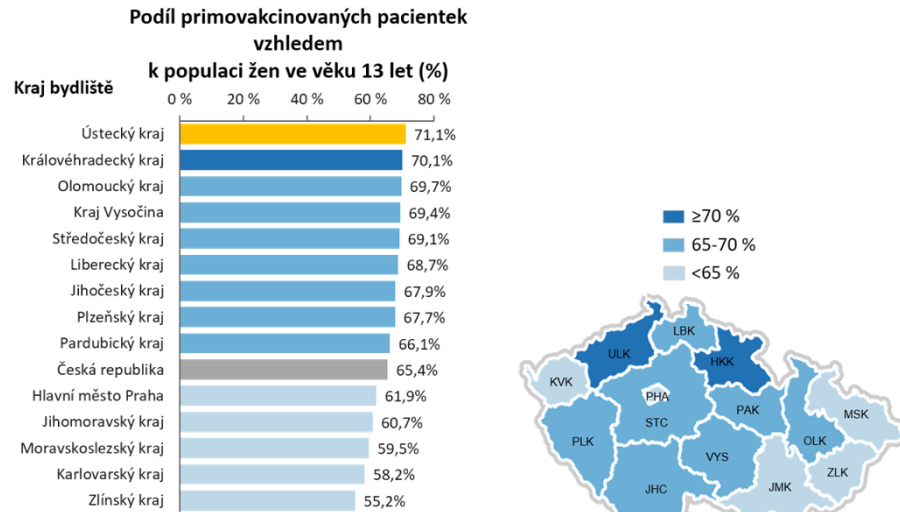 Podíl primovakcinovaných pacientek
vzhledem
k populaci žen ve věku 13 let (%)
Kraj bydliště
0 % 20 % 40 % 60 % 80 %
Ústecký kraj 71,1%
Královéhradecký kraj 70,1%
Olomoucký kraj 69,7%
Kraj Vysočina 69,4%
Středočeský kraj 69,1%
Liberecký kraj 68,7%
Jihočeský kraj 67,9%
Plzeňský kraj 67,7%
Pardubický kraj 66,1%
Česká republika 65,4%
Hlavní město Praha 61,9%
Jihomoravský kraj 60,7%
Moravskoslezský kraj 59,5%
Karlovarský kraj 58,2%
Zlínský kraj 55,2%
≥70 %
65-70 %
<65 %
LBK
ULK
HKK
KVK
PHA
PAK
MSK
STC
PLK
OLK
VYS
ZLK
JHC
JMK